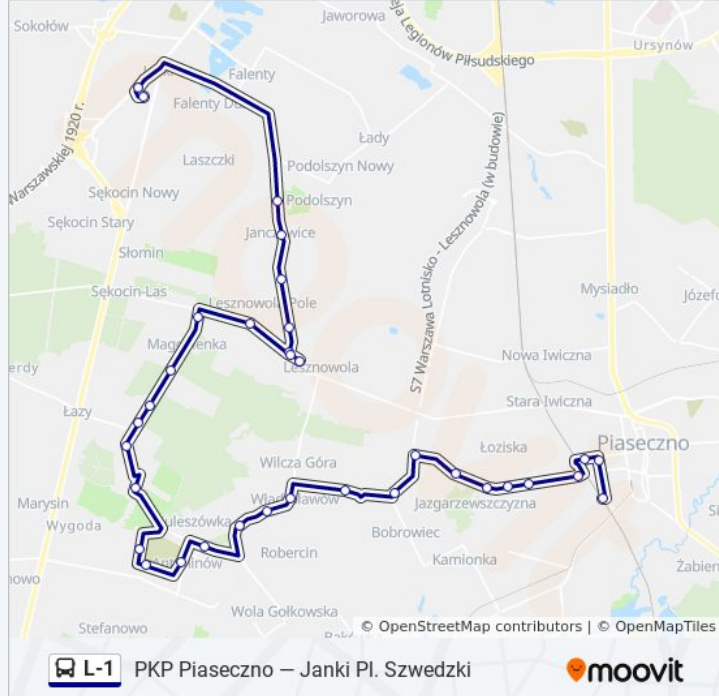 Sokołów
Jaworowa
eja Legionów Piłsudskiego
Ursynów
Falenty
Falenty Du
Warszawskiej 1920 r.
Łady
Laszczki
Podolszyn Nowy
Sękocin Nowy
Podolszyn
Sękocin Stary
Janczewice
Słomin
S7 Warszawa Lotnisko - Lesznowola (w budowie)
Sękocin-Las
Mysiadło
Józefo
Lesznowola Pole
Magdalenka
Nowa Iwiczna
erdy
Lesznowola
Stara Iwiczna
Łazy
Piaseczno
Łoziska
Wilcza Góra
Marysin
Władysławów
Jazgarzewszczyzna
Wygoda
uleszówka
Bobrowiec
Robercin
Kamionka
Żabien
nowo
Wola Gołkowska
Stefanowo
© OpenStreetMap contributors | © OpenMapTiles
L-1 PKP Piaseczno — Janki Pl. Szwedzki
moovit